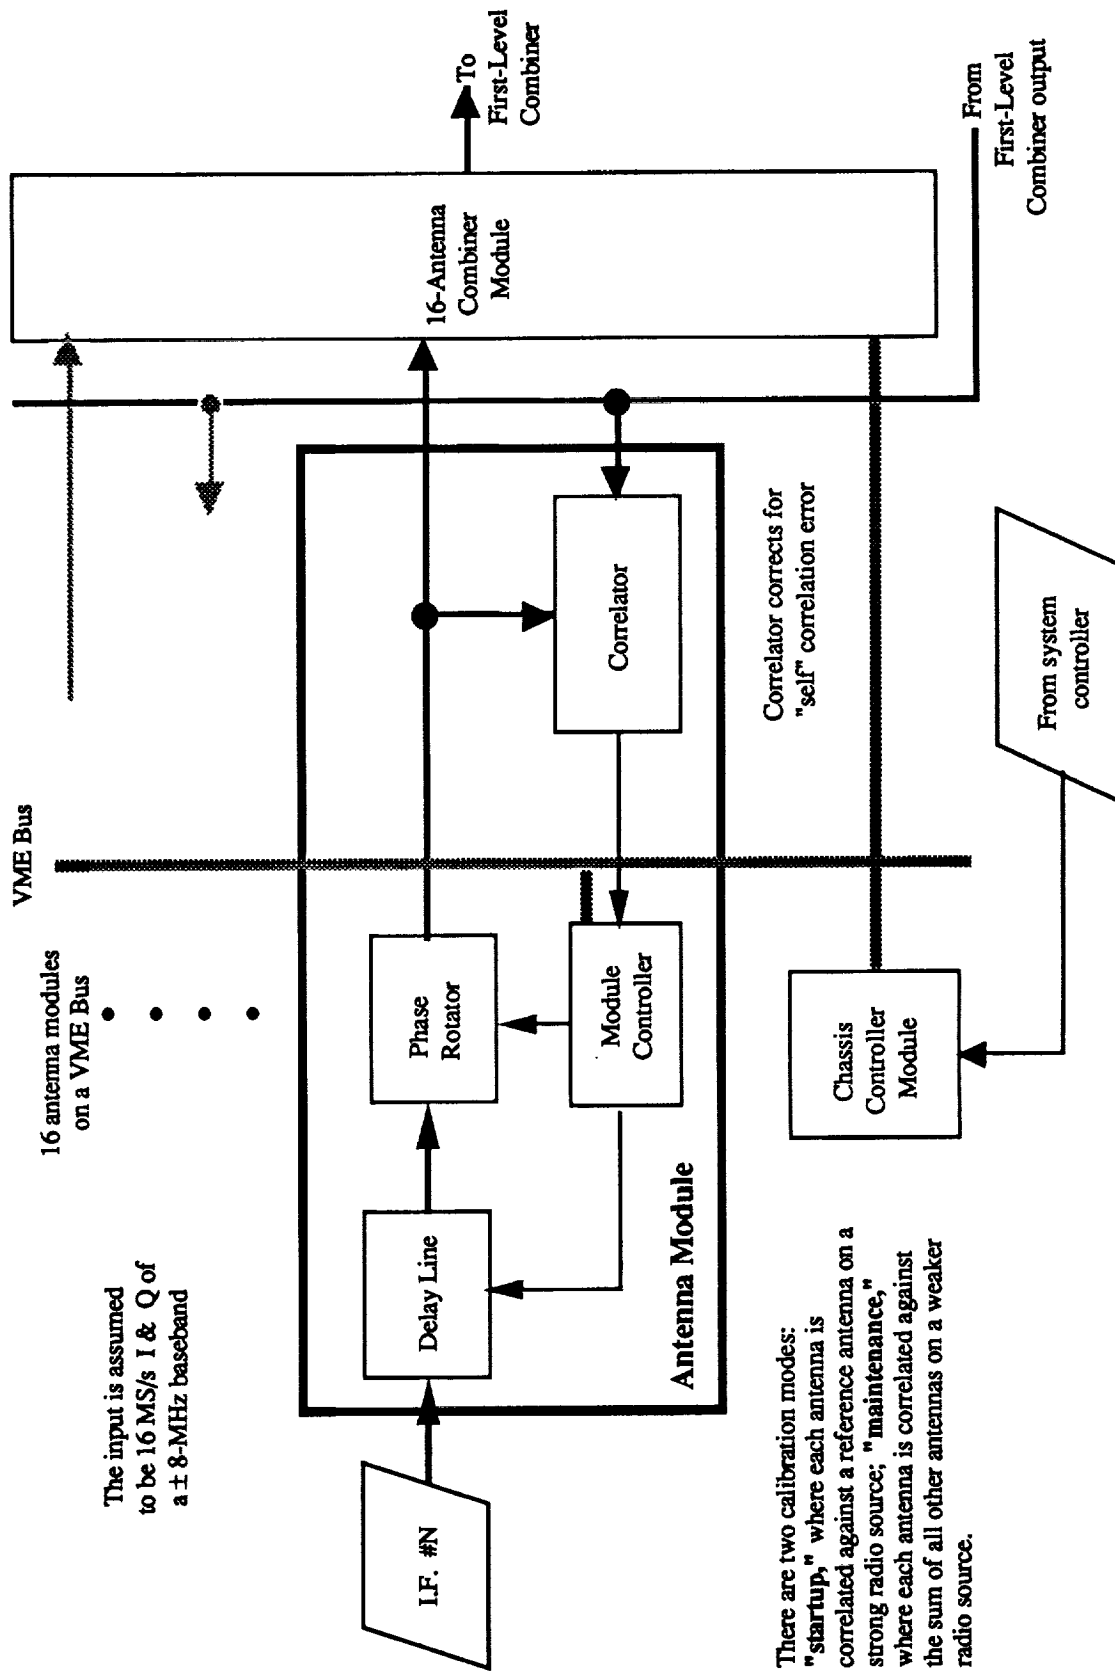 The input is assumed
to be 16 MS/s I & Q of
a ± 8-MHz baseband
16 antenna modules
on a VME Bus
VME Bus
I.F. #N
Delay Line
Phase
Rotator
Module
Controller
Correlator
Antenna Module
16-Antenna
Combiner
Module
To
First-Level
Combiner
Correlator corrects for
"self" correlation error
From
First-Level
Combiner output
Chassis
Controller
Module
From system
controller
There are two calibration modes:
"startup," where each antenna is
correlated against a reference antenna on a
strong radio source; "maintenance,"
where each antenna is correlated against
the sum of all other antennas on a weaker
radio source.